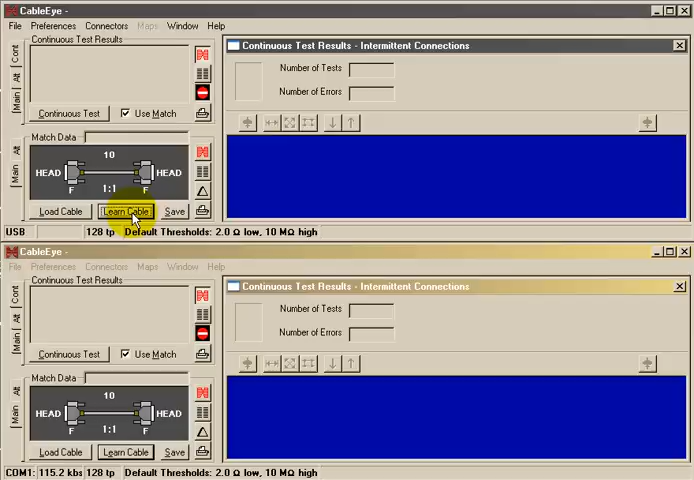 CableEye -
File Preferences Connectors Maps Window Help
Continuous Test Results
Continuous Test Results - Intermittent Connections
Number of Tests
Number of Errors
Main Alt Cont
Continuous Test Use Match
Match Data
Main Alt
10
HEAD HEAD
F 1:1 F
Load Cable Learn Cable Save
USB 128 tp Default Thresholds: 2.0 Ω low, 10 MΩ high
CableEye -
File Preferences Connectors Maps Window Help
Continuous Test Results
Continuous Test Results - Intermittent Connections
Number of Tests
Number of Errors
Main Alt Cont
Continuous Test Use Match
Match Data
Main Alt
10
HEAD HEAD
F 1:1 F
Load Cable Learn Cable Save
COM1: 115.2 kbs 128 tp Default Thresholds: 2.0 Ω low, 10 MΩ high